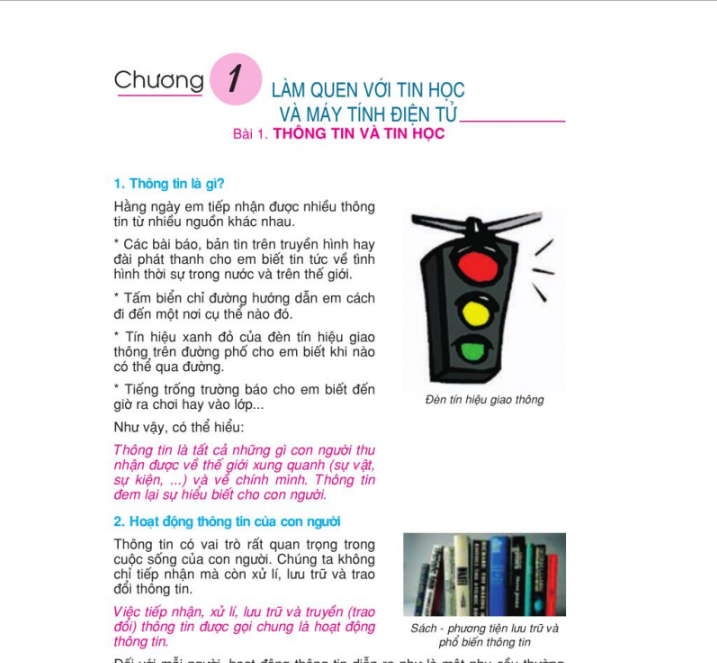 Chương 1
LÀM QUEN VỚI TIN HỌC
VÀ MÁY TÍNH ĐIỆN TỬ
Bài 1. THÔNG TIN VÀ TIN HỌC
1. Thông tin là gì?
Hằng ngày em tiếp nhận được nhiều thông
tin từ nhiều nguồn khác nhau.
* Các bài báo, bản tin trên truyền hình hay
đài phát thanh cho em biết tin tức về tình
hình thời sự trong nước và trên thế giới.
* Tấm biển chỉ đường hướng dẫn em cách
đi đến một nơi cụ thể nào đó.
* Tín hiệu xanh đỏ của đèn tín hiệu giao
thông trên đường phố cho em biết khi nào
có thể qua đường.
* Tiếng trống trường báo cho em biết đến
giờ ra chơi hay vào lớp...
Đèn tín hiệu giao thông
Như vậy, có thể hiểu:
Thông tin là tất cả những gì con người thu
nhận được về thế giới xung quanh (sự vật,
sự kiện, ...) và về chính mình. Thông tin
đem lại sự hiểu biết cho con người.
2. Hoạt động thông tin của con người
Thông tin có vai trò rất quan trọng trong
cuộc sống của con người. Chúng ta không
chỉ tiếp nhận mà còn xử lí, lưu trữ và trao
đổi thông tin.
Việc tiếp nhận, xử lí, lưu trữ và truyền (trao
đổi) thông tin được gọi chung là hoạt động
thông tin.
Sách - phương tiện lưu trữ và
phổ biến thông tin
Đối với mỗi người, hoạt động thông tin diễn ra như là một nhu cầu thường